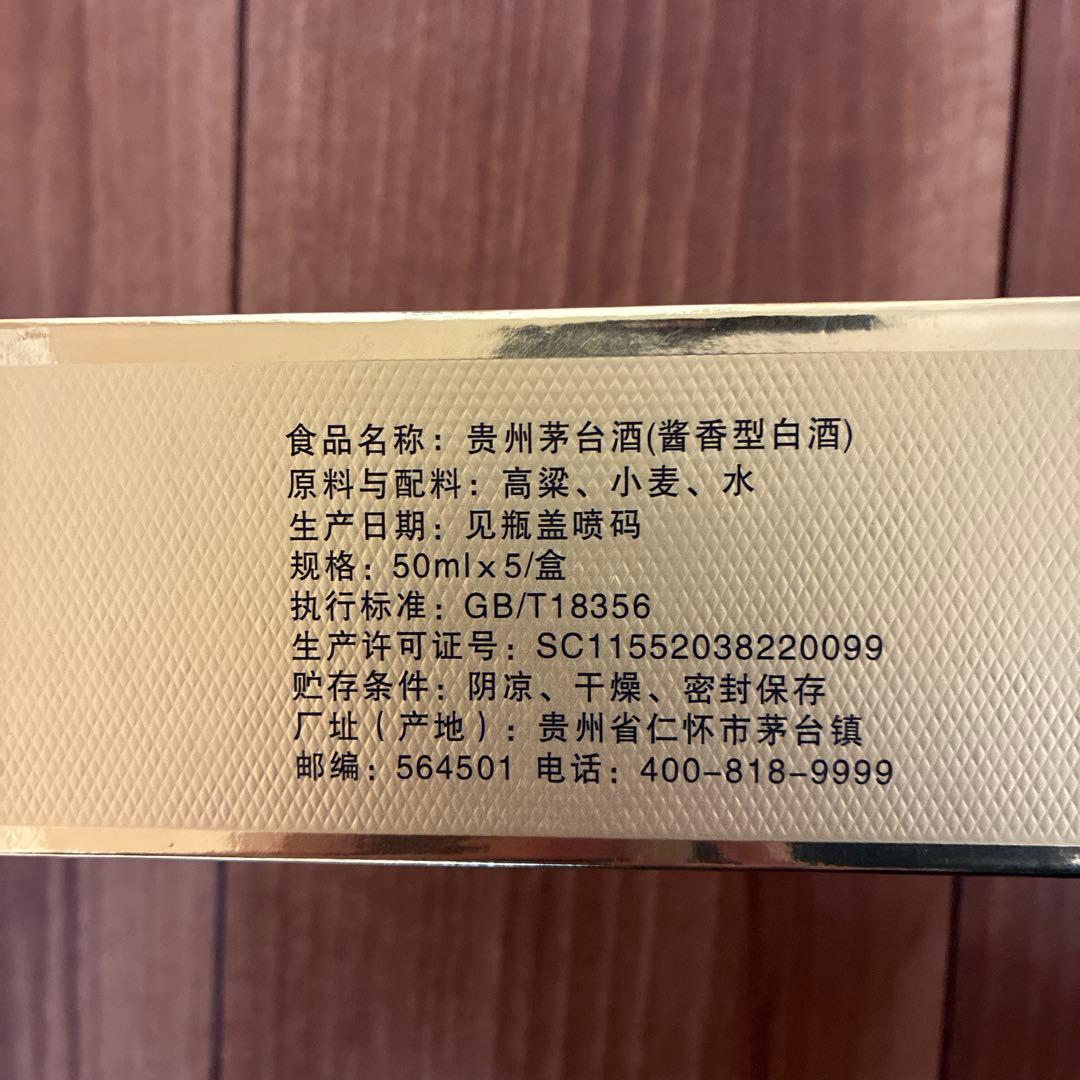 食品名称：贵州茅台酒(酱香型白酒)
原料与配料：高粱、小麦、水
生产日期：见瓶盖喷码
规格：50ml×5/盒
执行标准：GB/T18356
生产许可证号：SC11552038220099
贮存条件：阴凉、干燥、密封保存
厂址（产地）：贵州省仁怀市茅台镇
邮编：564501 电话：400-818-9999